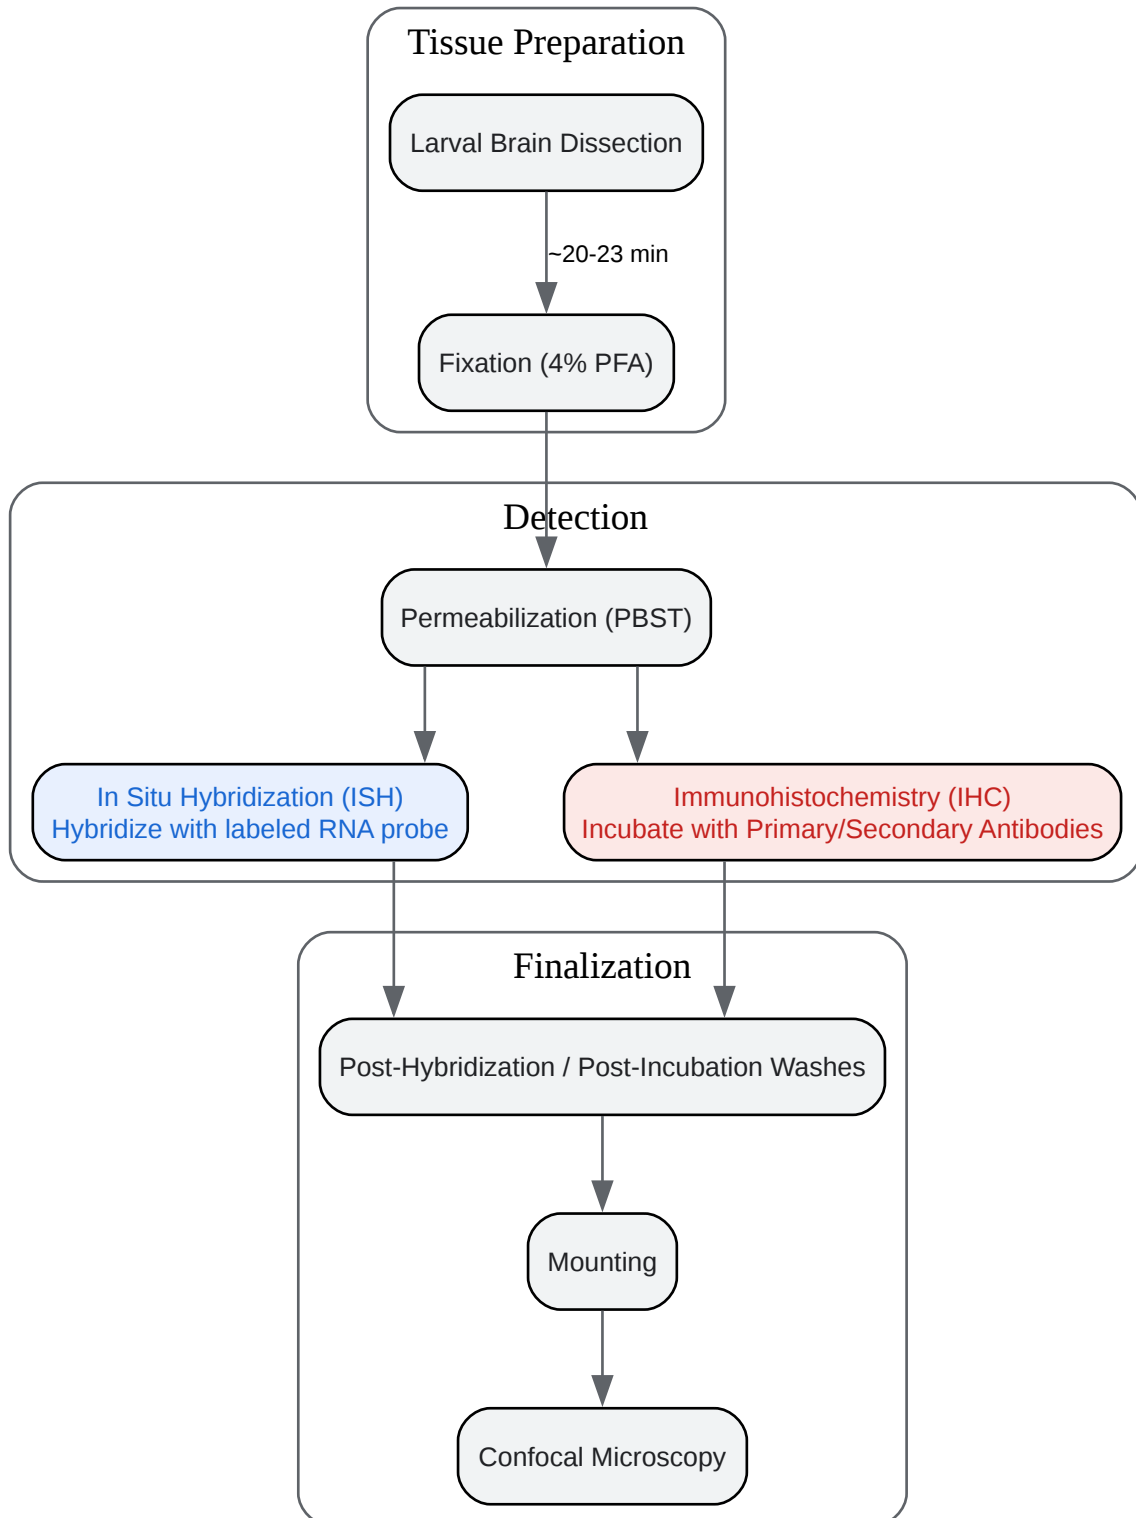 Tissue Preparation
Larval Brain Dissection
~20-23 min
Fixation (4% PFA)
Detection
Permeabilization (PBST)
In Situ Hybridization (ISH)
Hybridize with labeled RNA probe
Immunohistochemistry (IHC)
Incubate with Primary/Secondary Antibodies
Finalization
Post-Hybridization / Post-Incubation Washes
Mounting
Confocal Microscopy